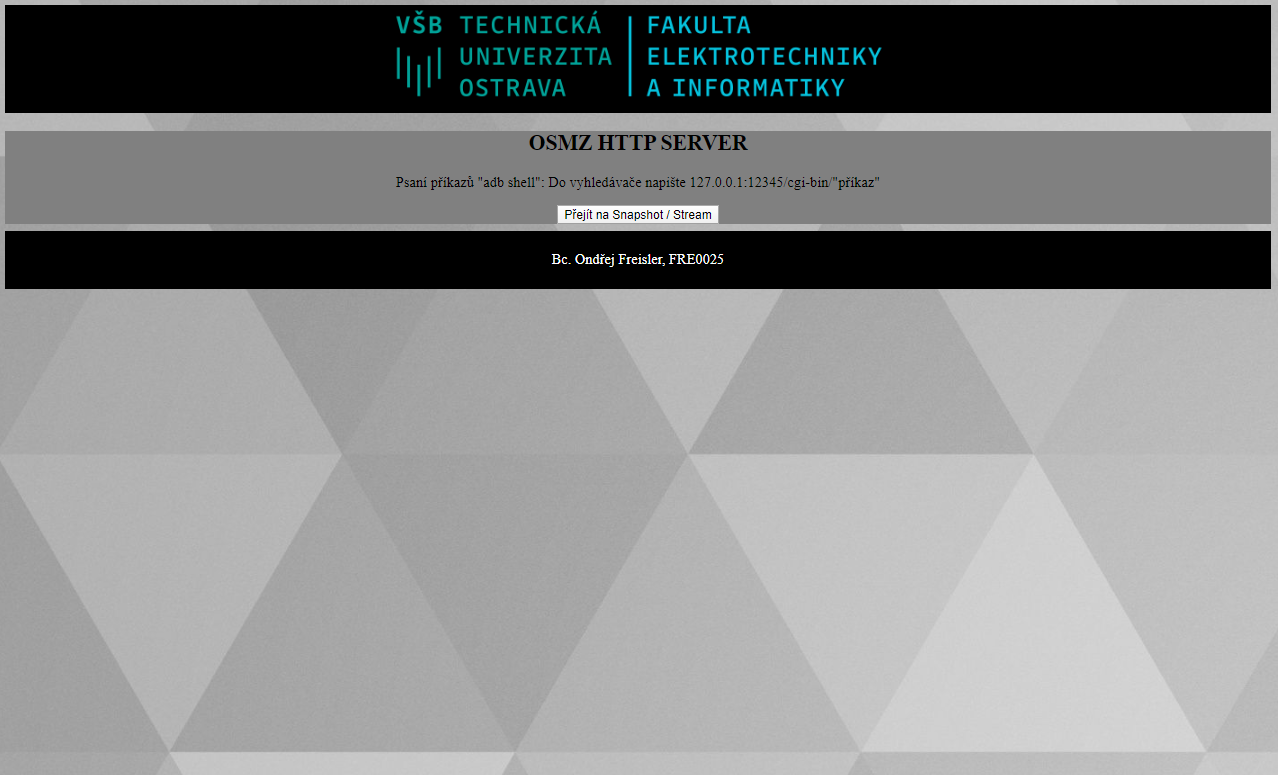 VŠB TECHNICKÁ
UNIVERZITA
OSTRAVA
FAKULTA
ELEKTROTECHNIKY
A INFORMATIKY
OSMZ HTTP SERVER
Psaní příkazů "adb shell": Do vyhledávače napište 127.0.0.1:12345/cgi-bin/"příkaz"
Přejít na Snapshot / Stream
Bc. Ondřej Freisler, FRE0025